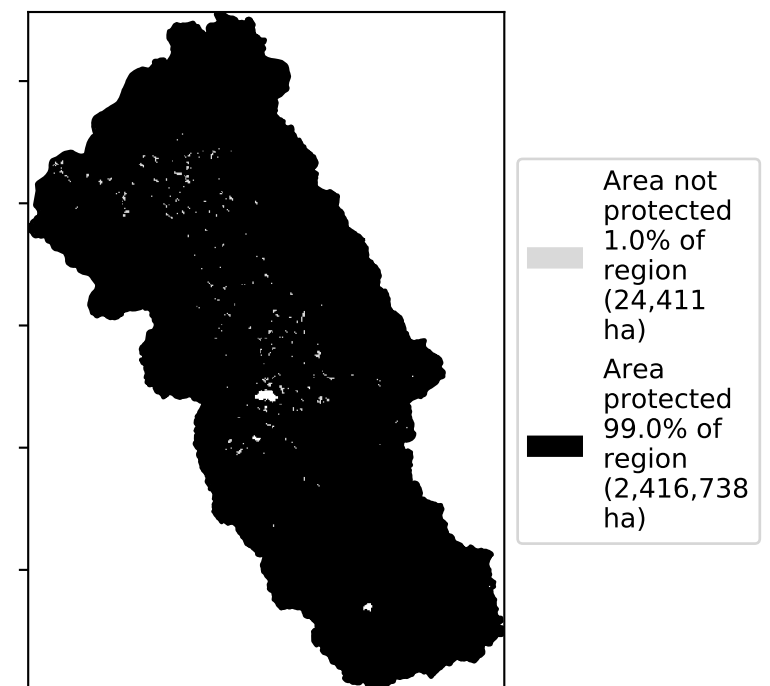 Area not
protected
1.0% of
region
(24,411
ha)
Area
protected
99.0% of
region
(2,416,738
ha)